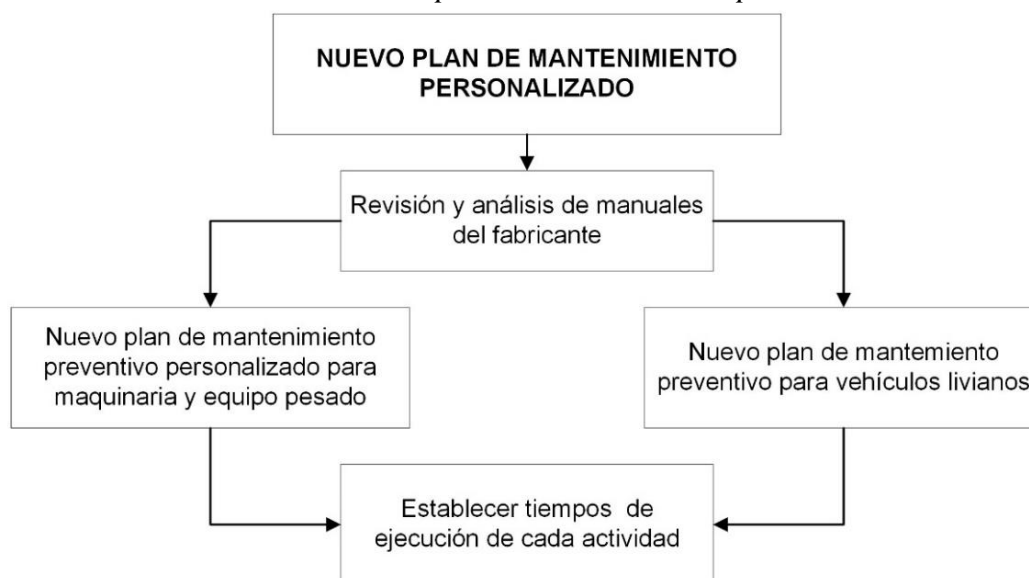 NUEVO PLAN DE MANTENIMIENTO
PERSONALIZADO
Revisión y análisis de manuales
del fabricante
Nuevo plan de mantenimiento
preventivo personalizado para
maquinaria y equipo pesado
Nuevo plan de mantemiento
preventivo para vehículos livianos
Establecer tiempos de
ejecución de cada actividad